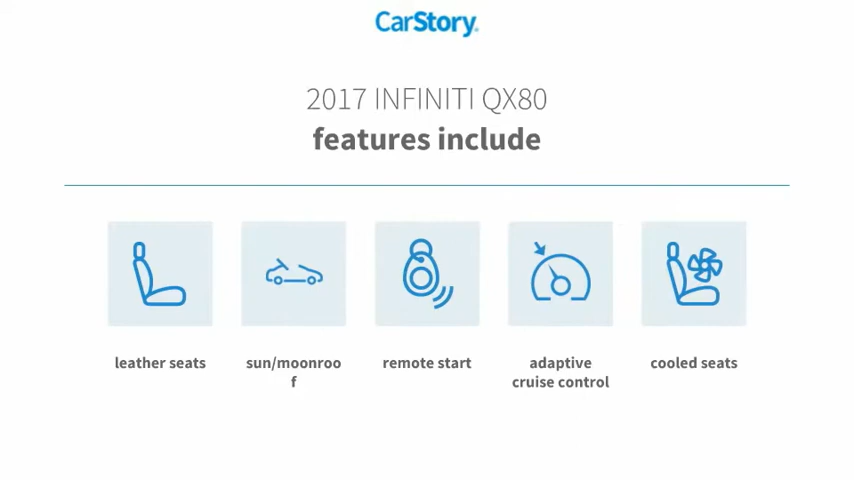 CarStory.
2017 INFINITI QX80
features include
leather seats
sun/moonroo
f
remote start
adaptive
cruise control
cooled seats